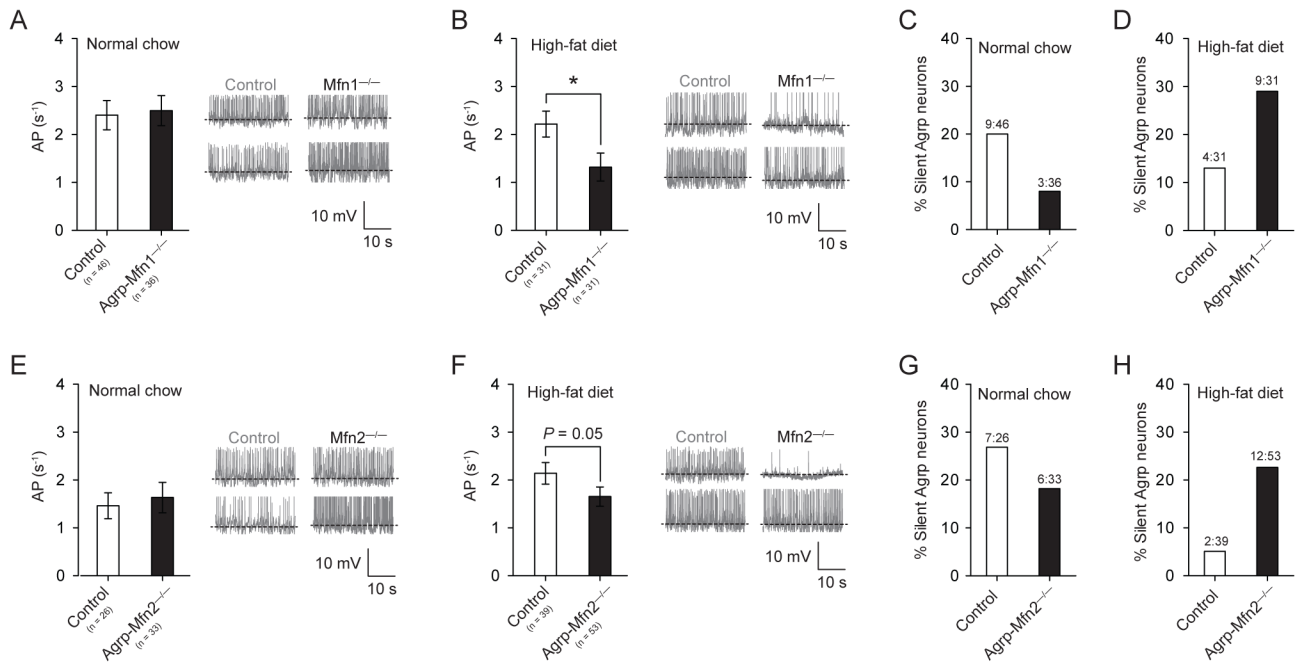 A
Normal chow
AP (s⁻¹)
4
3
2
1
0
Control
(n = 46)
Agrp-Mfn1⁻/⁻
(n = 36)
Control
Mfn1⁻/⁻
10 mV
10 s
B
High-fat diet
AP (s⁻¹)
4
3
2
1
0
*
Control
(n = 31)
Agrp-Mfn1⁻/⁻
(n = 31)
Control
Mfn1⁻/⁻
10 mV
10 s
C
Normal chow
% Silent Agrp neurons
40
30
20
10
0
9:46
3:36
Control
Agrp-Mfn1⁻/⁻
D
High-fat diet
% Silent Agrp neurons
40
30
20
10
0
4:31
9:31
Control
Agrp-Mfn1⁻/⁻
E
Normal chow
AP (s⁻¹)
4
3
2
1
0
Control
(n = 26)
Agrp-Mfn2⁻/⁻
(n = 33)
Control
Mfn2⁻/⁻
10 mV
10 s
F
High-fat diet
AP (s⁻¹)
4
3
2
1
0
P = 0.05
Control
(n = 39)
Agrp-Mfn2⁻/⁻
(n = 53)
Control
Mfn2⁻/⁻
10 mV
10 s
G
Normal chow
% Silent Agrp neurons
40
30
20
10
0
7:26
6:33
Control
Agrp-Mfn2⁻/⁻
H
High-fat diet
% Silent Agrp neurons
40
30
20
10
0
2:39
12:53
Control
Agrp-Mfn2⁻/⁻